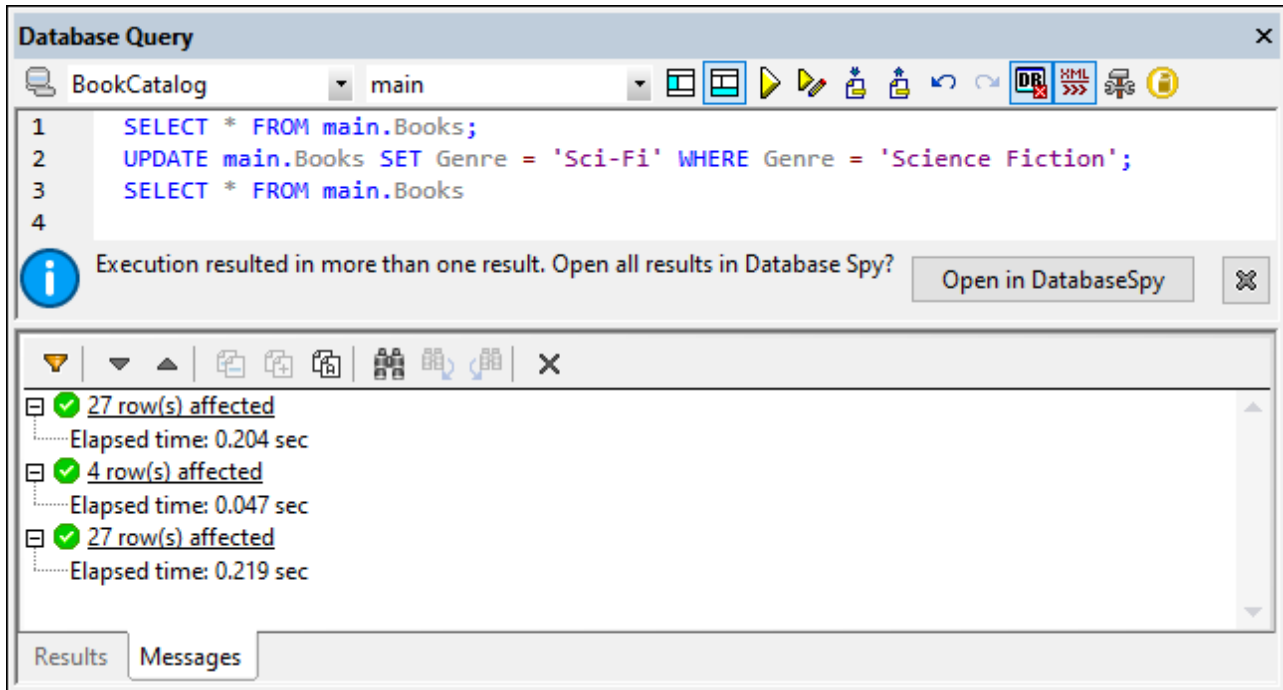 Database Query
BookCatalog main DB XML
1 SELECT * FROM main.Books;
2 UPDATE main.Books SET Genre = 'Sci-Fi' WHERE Genre = 'Science Fiction';
3 SELECT * FROM main.Books
4
Execution resulted in more than one result. Open all results in Database Spy? Open in DatabaseSpy
27 row(s) affected
Elapsed time: 0.204 sec
4 row(s) affected
Elapsed time: 0.047 sec
27 row(s) affected
Elapsed time: 0.219 sec
Results Messages